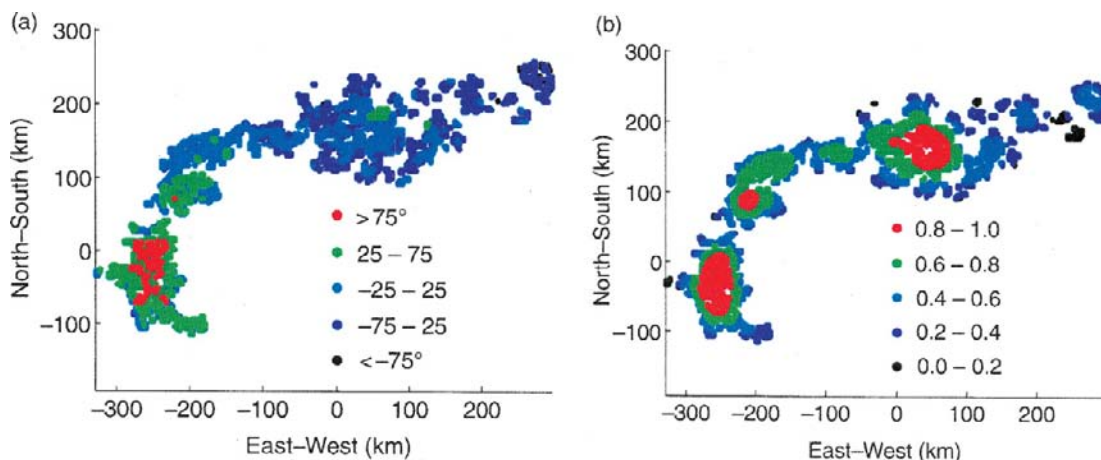 (a)
300
200
100
0
−100
North–South (km)
>75°
25 – 75
−25 – 25
−75 – 25
<−75°
−300
−200
−100
0
100
200
East–West (km)
(b)
300
200
100
0
−100
North–South (km)
0.8 – 1.0
0.6 – 0.8
0.4 – 0.6
0.2 – 0.4
0.0 – 0.2
−300
−200
−100
0
100
200
East–West (km)